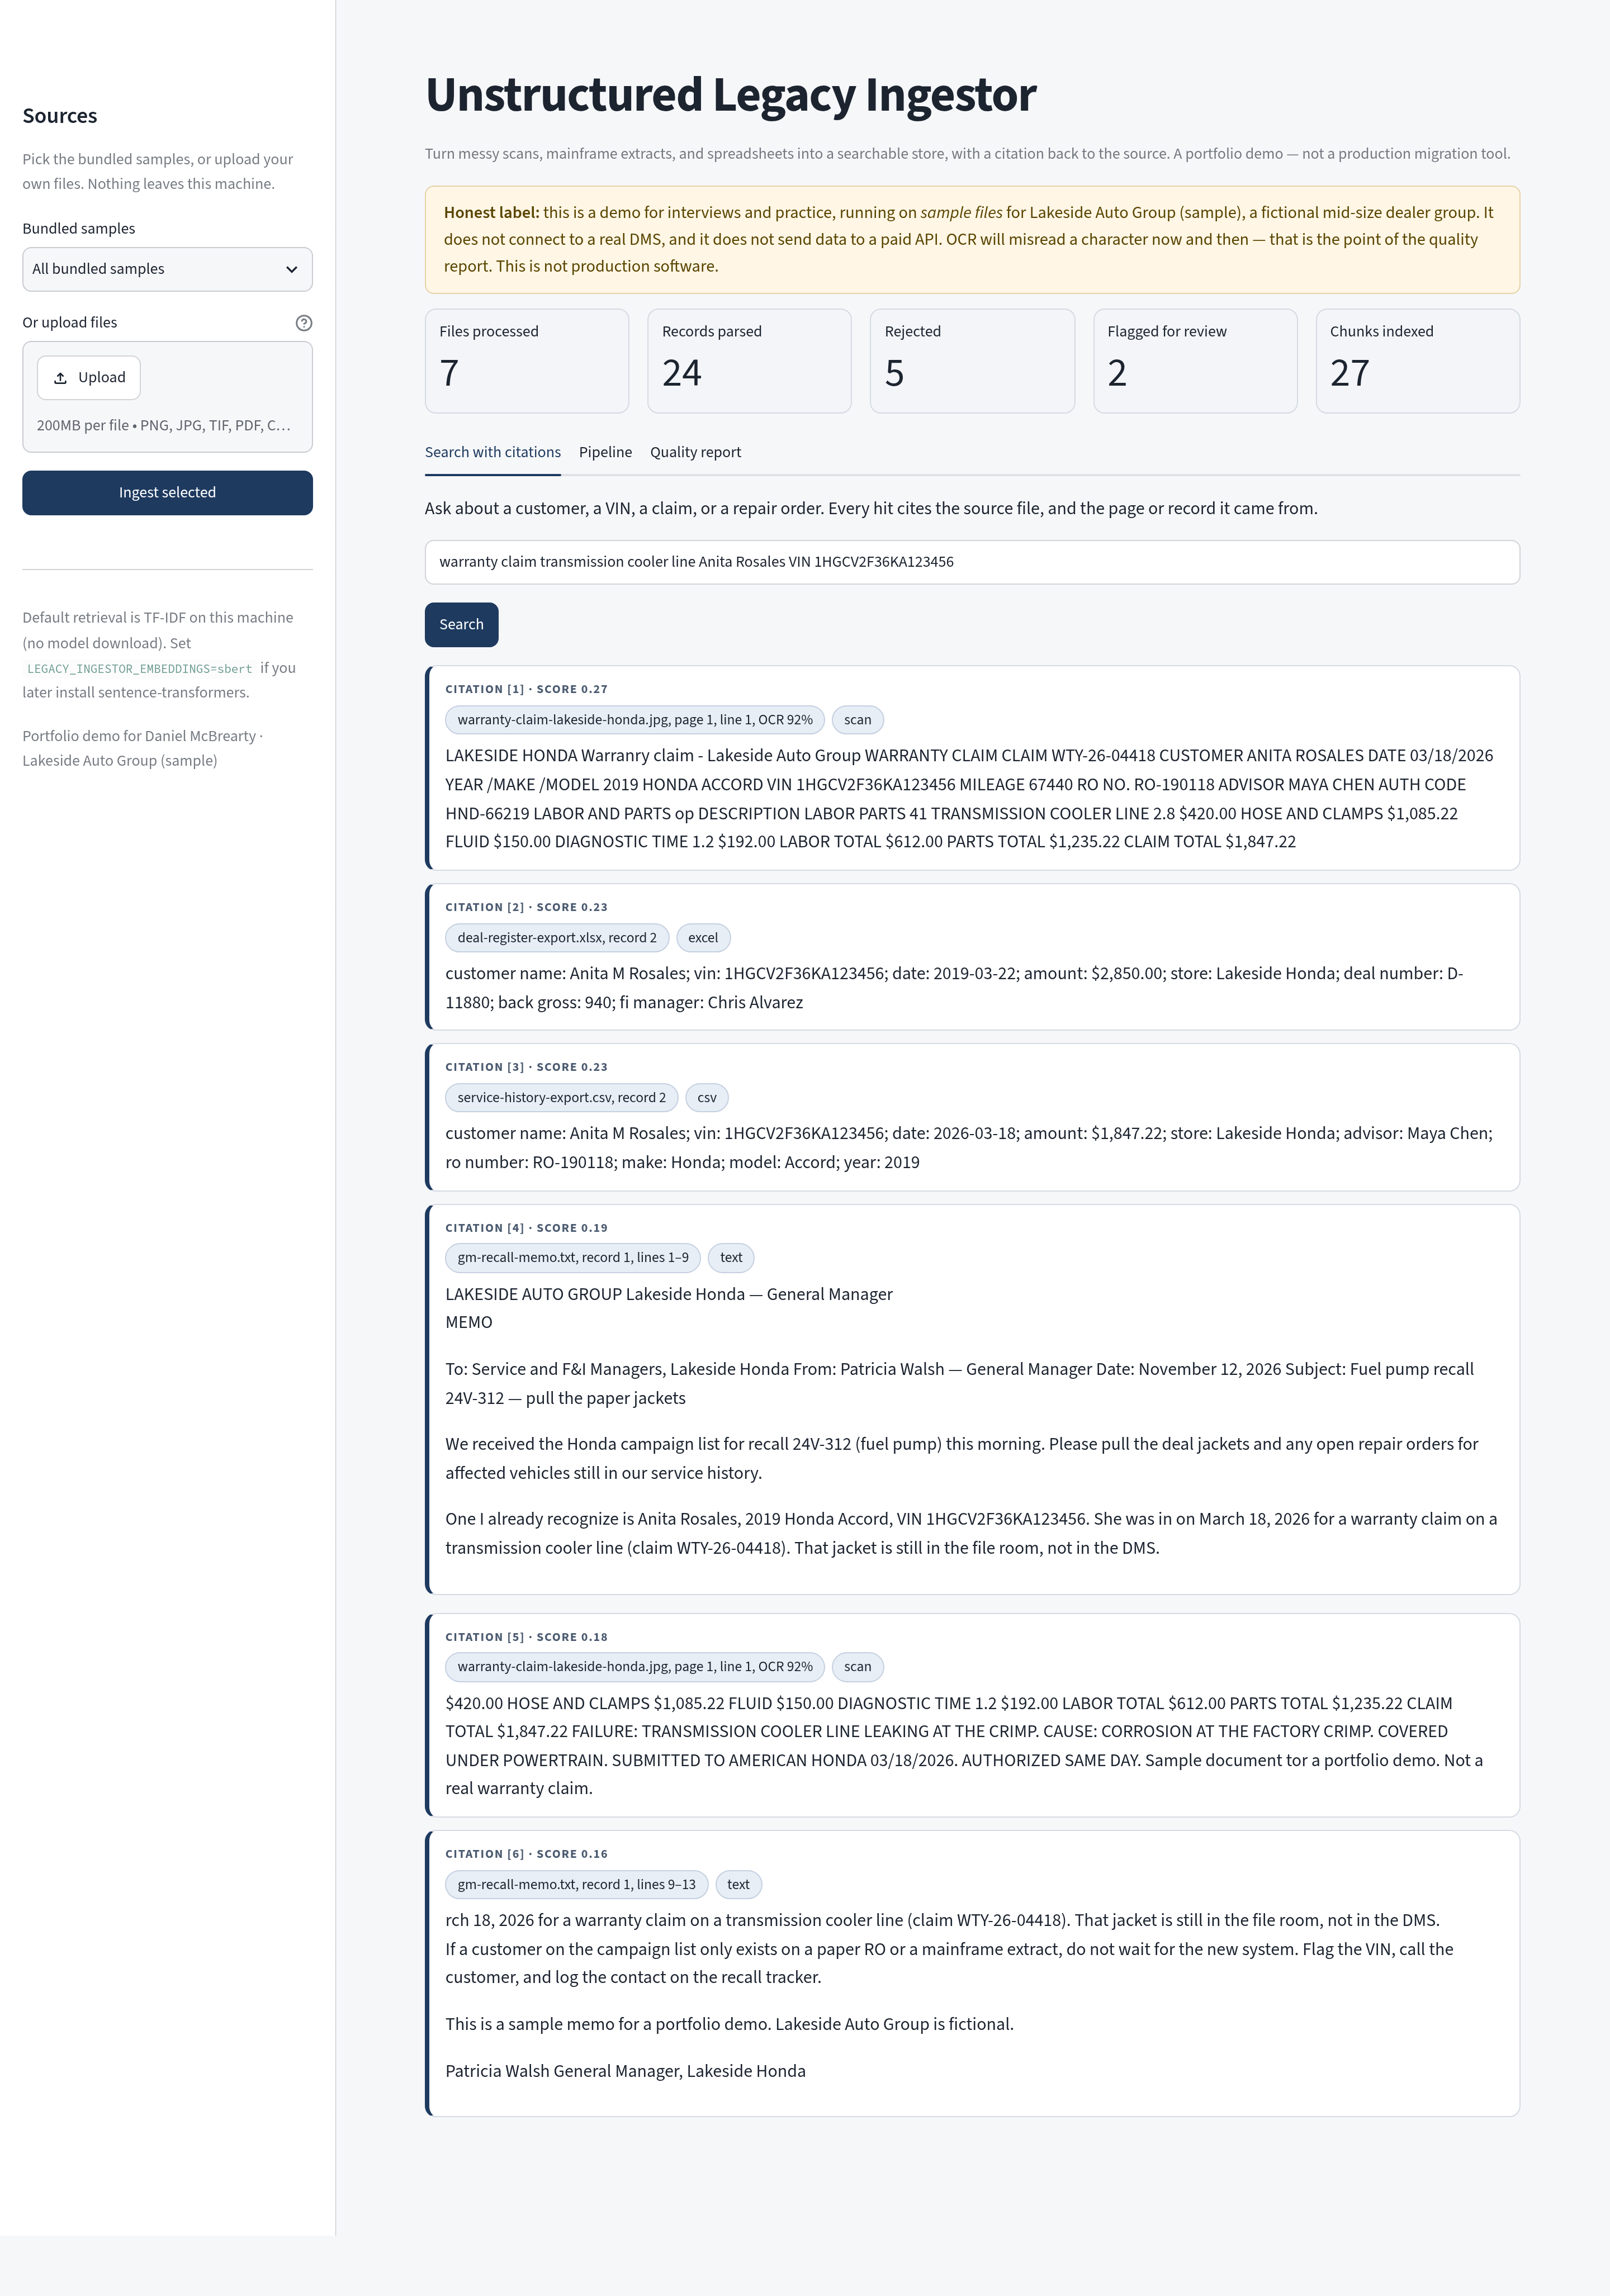 Sources
Pick the bundled samples, or upload your
own files. Nothing leaves this machine.
Bundled samples
All bundled samples
Or upload files
Upload
200MB per file • PNG, JPG, TIF, PDF, C…
Ingest selected
Default retrieval is TF-IDF on this machine
(no model download). Set
LEGACY_INGESTOR_EMBEDDINGS=sbert if you
later install sentence-transformers.
Portfolio demo for Daniel McBrearty ·
Lakeside Auto Group (sample)
Unstructured Legacy Ingestor
Turn messy scans, mainframe extracts, and spreadsheets into a searchable store, with a citation back to the source. A portfolio demo — not a production migration tool.
Honest label: this is a demo for interviews and practice, running on sample files for Lakeside Auto Group (sample), a fictional mid-size dealer group. It
does not connect to a real DMS, and it does not send data to a paid API. OCR will misread a character now and then — that is the point of the quality
report. This is not production software.
Files processed
7
Records parsed
24
Rejected
5
Flagged for review
2
Chunks indexed
27
Search with citations Pipeline Quality report
Ask about a customer, a VIN, a claim, or a repair order. Every hit cites the source file, and the page or record it came from.
warranty claim transmission cooler line Anita Rosales VIN 1HGCV2F36KA123456
Search
CITATION [1] · SCORE 0.27
warranty-claim-lakeside-honda.jpg, page 1, line 1, OCR 92% scan
LAKESIDE HONDA Warranry claim - Lakeside Auto Group WARRANTY CLAIM CLAIM WTY-26-04418 CUSTOMER ANITA ROSALES DATE 03/18/2026
YEAR /MAKE /MODEL 2019 HONDA ACCORD VIN 1HGCV2F36KA123456 MILEAGE 67440 RO NO. RO-190118 ADVISOR MAYA CHEN AUTH CODE
HND-66219 LABOR AND PARTS op DESCRIPTION LABOR PARTS 41 TRANSMISSION COOLER LINE 2.8 $420.00 HOSE AND CLAMPS $1,085.22
FLUID $150.00 DIAGNOSTIC TIME 1.2 $192.00 LABOR TOTAL $612.00 PARTS TOTAL $1,235.22 CLAIM TOTAL $1,847.22
CITATION [2] · SCORE 0.23
deal-register-export.xlsx, record 2 excel
customer name: Anita M Rosales; vin: 1HGCV2F36KA123456; date: 2019-03-22; amount: $2,850.00; store: Lakeside Honda; deal number: D-
11880; back gross: 940; fi manager: Chris Alvarez
CITATION [3] · SCORE 0.23
service-history-export.csv, record 2 csv
customer name: Anita M Rosales; vin: 1HGCV2F36KA123456; date: 2026-03-18; amount: $1,847.22; store: Lakeside Honda; advisor: Maya Chen;
ro number: RO-190118; make: Honda; model: Accord; year: 2019
CITATION [4] · SCORE 0.19
gm-recall-memo.txt, record 1, lines 1–9 text
LAKESIDE AUTO GROUP Lakeside Honda — General Manager
MEMO
To: Service and F&I Managers, Lakeside Honda From: Patricia Walsh — General Manager Date: November 12, 2026 Subject: Fuel pump recall
24V-312 — pull the paper jackets
We received the Honda campaign list for recall 24V-312 (fuel pump) this morning. Please pull the deal jackets and any open repair orders for
affected vehicles still in our service history.
One I already recognize is Anita Rosales, 2019 Honda Accord, VIN 1HGCV2F36KA123456. She was in on March 18, 2026 for a warranty claim on a
transmission cooler line (claim WTY-26-04418). That jacket is still in the file room, not in the DMS.
CITATION [5] · SCORE 0.18
warranty-claim-lakeside-honda.jpg, page 1, line 1, OCR 92% scan
$420.00 HOSE AND CLAMPS $1,085.22 FLUID $150.00 DIAGNOSTIC TIME 1.2 $192.00 LABOR TOTAL $612.00 PARTS TOTAL $1,235.22 CLAIM
TOTAL $1,847.22 FAILURE: TRANSMISSION COOLER LINE LEAKING AT THE CRIMP. CAUSE: CORROSION AT THE FACTORY CRIMP. COVERED
UNDER POWERTRAIN. SUBMITTED TO AMERICAN HONDA 03/18/2026. AUTHORIZED SAME DAY. Sample document tor a portfolio demo. Not a
real warranty claim.
CITATION [6] · SCORE 0.16
gm-recall-memo.txt, record 1, lines 9–13 text
rch 18, 2026 for a warranty claim on a transmission cooler line (claim WTY-26-04418). That jacket is still in the file room, not in the DMS.
If a customer on the campaign list only exists on a paper RO or a mainframe extract, do not wait for the new system. Flag the VIN, call the
customer, and log the contact on the recall tracker.
This is a sample memo for a portfolio demo. Lakeside Auto Group is fictional.
Patricia Walsh General Manager, Lakeside Honda